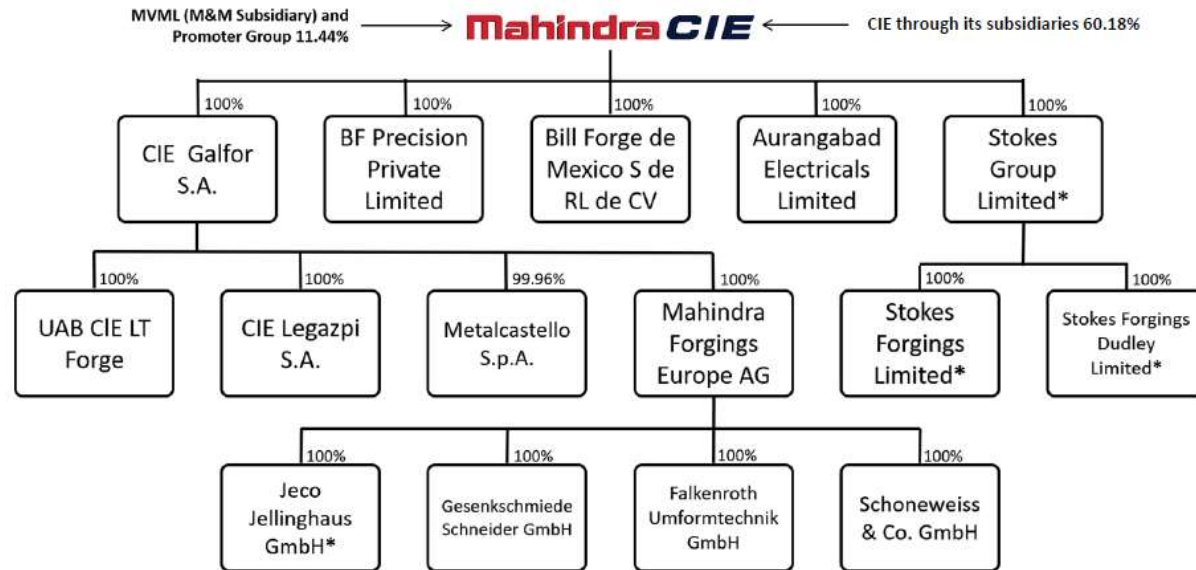 MVML (M&M Subsidiary) and
Promoter Group 11.44%
Mahindra CIE
CIE through its subsidiaries 60.18%
100%
100%
100%
100%
100%
CIE Galfor
S.A.
BF Precision
Private
Limited
Bill Forge de
Mexico S de
RL de CV
Aurangabad
Electricals
Limited
Stokes
Group
Limited*
100%
100%
99.96%
100%
100%
100%
UAB CIE LT
Forge
CIE Legazpi
S.A.
Metalcastello
S.p.A.
Mahindra
Forgings
Europe AG
Stokes
Forgings
Limited*
Stokes Forgings
Dudley
Limited*
100%
100%
100%
100%
Jeco
Jellinghaus
GmbH*
Gesenkschmiede
Schneider GmbH
Falkenroth
Umformtechnik
GmbH
Schoneweiss
& Co. GmbH